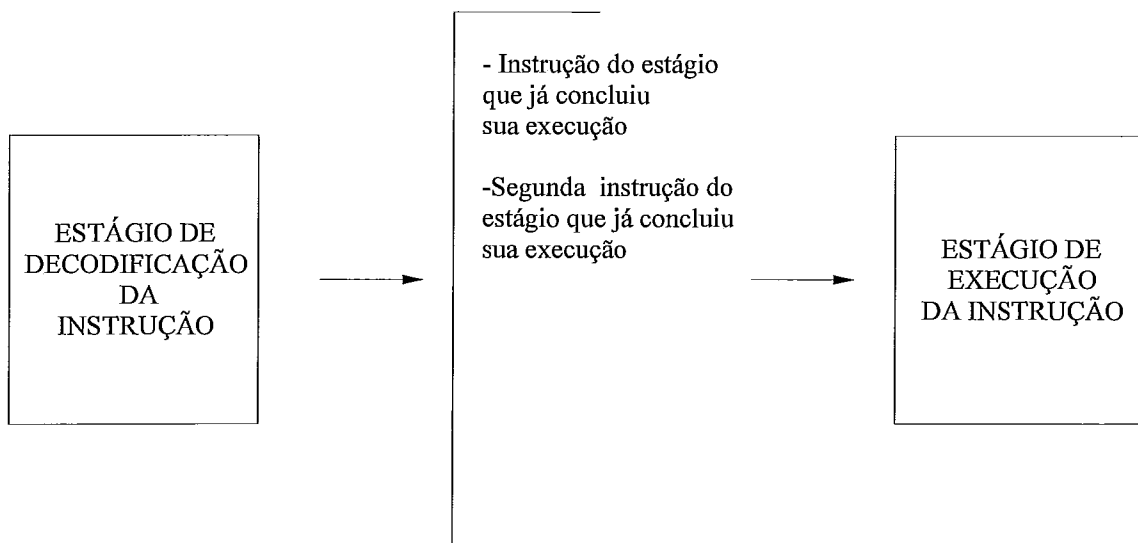 ESTÁGIO DE
DECODIFICAÇÃO
DA
INSTRUÇÃO
- Instrução do estágio
que já concluiu
sua execução
-Segunda instrução do
estágio que já concluiu
sua execução
ESTÁGIO DE
EXECUÇÃO
DA INSTRUÇÃO